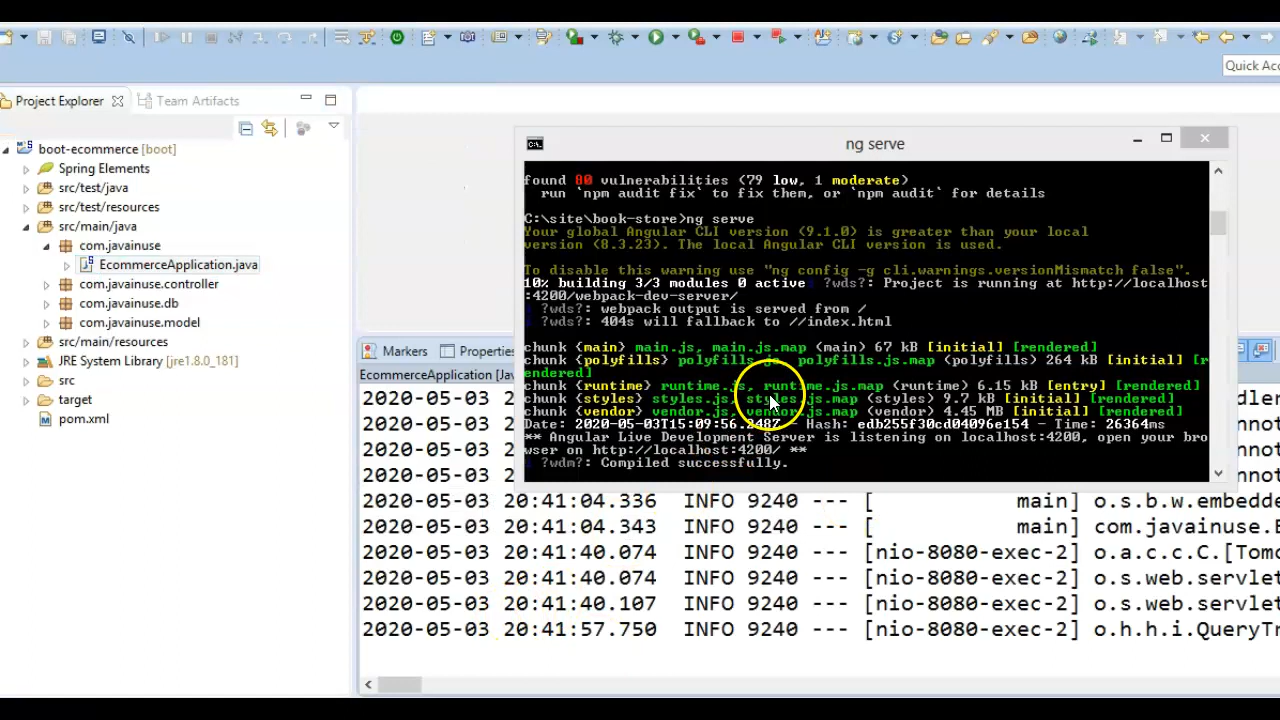 Quick Acc
Project Explorer
Team Artifacts
boot-ecommerce [boot]
Spring Elements
src/test/java
src/test/resources
src/main/java
com.javainuse
EcommerceApplication.java
com.javainuse.controller
com.javainuse.db
com.javainuse.model
src/main/resources
JRE System Library [jre1.8.0_181]
src
target
pom.xml
ng serve
found 80 vulnerabilities (79 low, 1 moderate)
run `npm audit fix` to fix them, or `npm audit` for details
C:\site\book-store>ng serve
Your global Angular CLI version (9.1.0) is greater than your local
version (8.3.23). The local Angular CLI version is used.
To disable this warning use "ng config -g cli.warnings.versionMismatch false".
10% building 3/3 modules 0 active ?wds?: Project is running at http://localhost
:4200/webpack-dev-server/
?wds?: webpack output is served from /
?wds?: 404s will fallback to //index.html
chunk {main} main.js, main.js.map (main) 67 kB [initial] [rendered]
chunk {polyfills} polyfills.js, polyfills.js.map (polyfills) 264 kB [initial] [r
endered]
chunk {runtime} runtime.js, runtime.js.map (runtime) 6.15 kB [entry] [rendered]
chunk {styles} styles.js, styles.js.map (styles) 9.7 kB [initial] [rendered]
chunk {vendor} vendor.js, vendor.js.map (vendor) 4.45 MB [initial] [rendered]
Date: 2020-05-03T15:09:56.248Z - Hash: edb255f30cd04096e154 - Time: 26364ms
** Angular Live Development Server is listening on localhost:4200, open your bro
wser on http://localhost:4200/ **
?wdm?: Compiled successfully.
Markers
Properties
EcommerceApplication [Jav
2020-05-03 dler
2020-05-03 nnot
2020-05-03 nnot
2020-05-03 nnot
2020-05-03 20:41:04.336 INFO 9240 --- [ main] o.s.b.w.embedde
2020-05-03 20:41:04.343 INFO 9240 --- [ main] com.javainuse.E
2020-05-03 20:41:40.074 INFO 9240 --- [nio-8080-exec-2] o.a.c.c.C.[Tomc
2020-05-03 20:41:40.074 INFO 9240 --- [nio-8080-exec-2] o.s.web.servlet
2020-05-03 20:41:40.107 INFO 9240 --- [nio-8080-exec-2] o.s.web.servlet
2020-05-03 20:41:57.750 INFO 9240 --- [nio-8080-exec-2] o.h.h.i.QueryTr